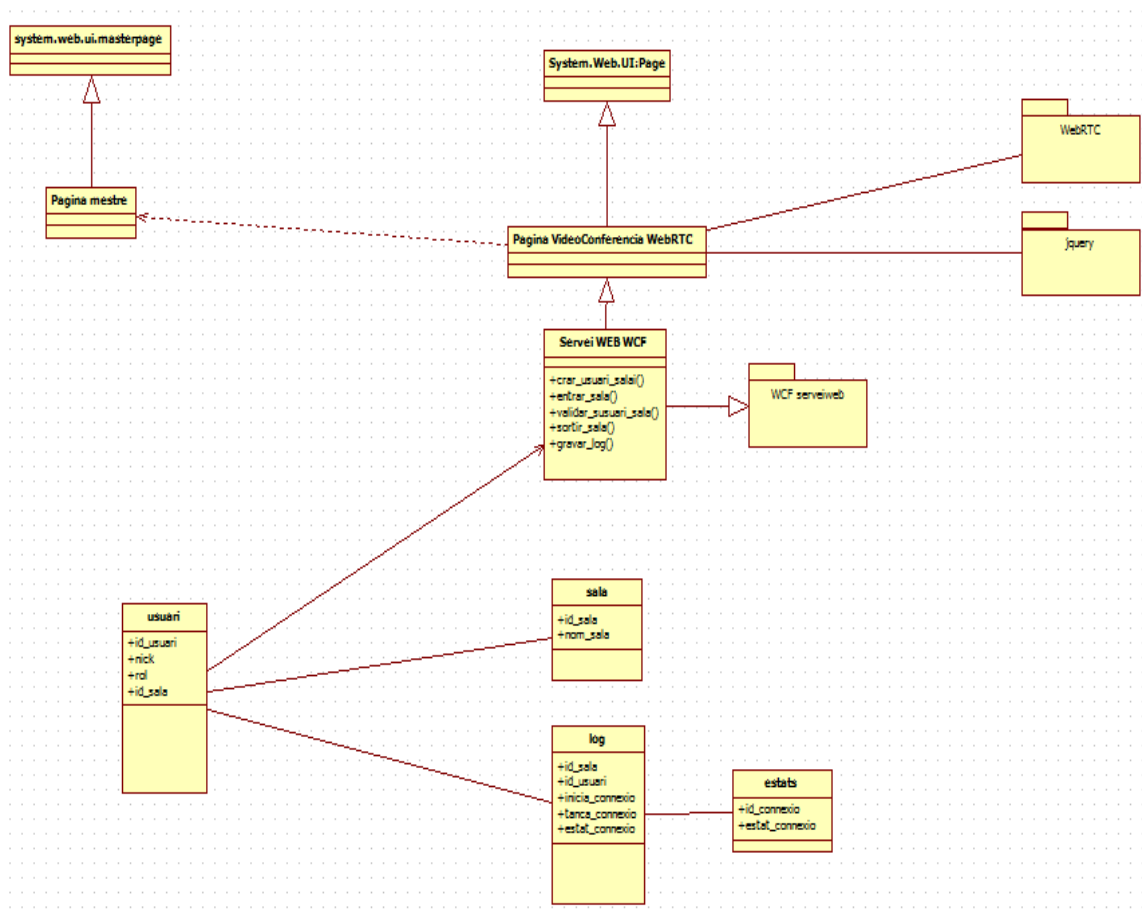 system.web.ui.masterpage
System.Web.UI:Page
WebRTC
Pagina mestre
Pagina VideoConferencia WebRTC
jquery
Servei WEB WCF
+crar_usuari_salai()
+entrar_sala()
+validar_susuari_sala()
+sortir_sala()
+gravar_log()
WCF serveiweb
usuari
+id_usuari
+nick
+rol
+id_sala
sala
+id_sala
+nom_sala
log
+id_sala
+id_usuari
+inicia_connexio
+tanca_connexio
+estat_connexio
estats
+id_connexio
+estat_connexio